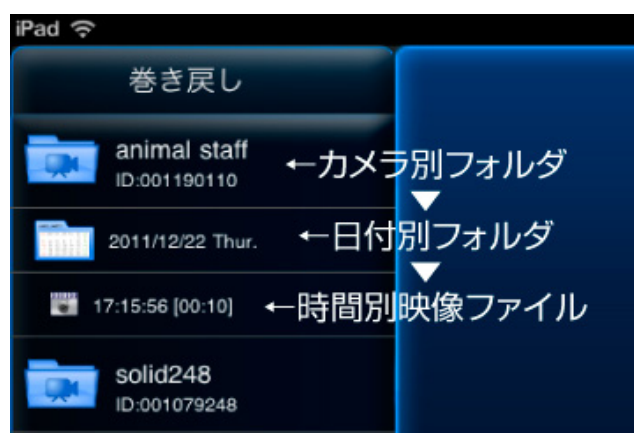 iPad
巻き戻し
animal staff
ID:001190110
←カメラ別フォルダ
▼
2011/12/22 Thur.
←日付別フォルダ
▼
17:15:56 [00:10]
←時間別映像ファイル
solid248
ID:001079248